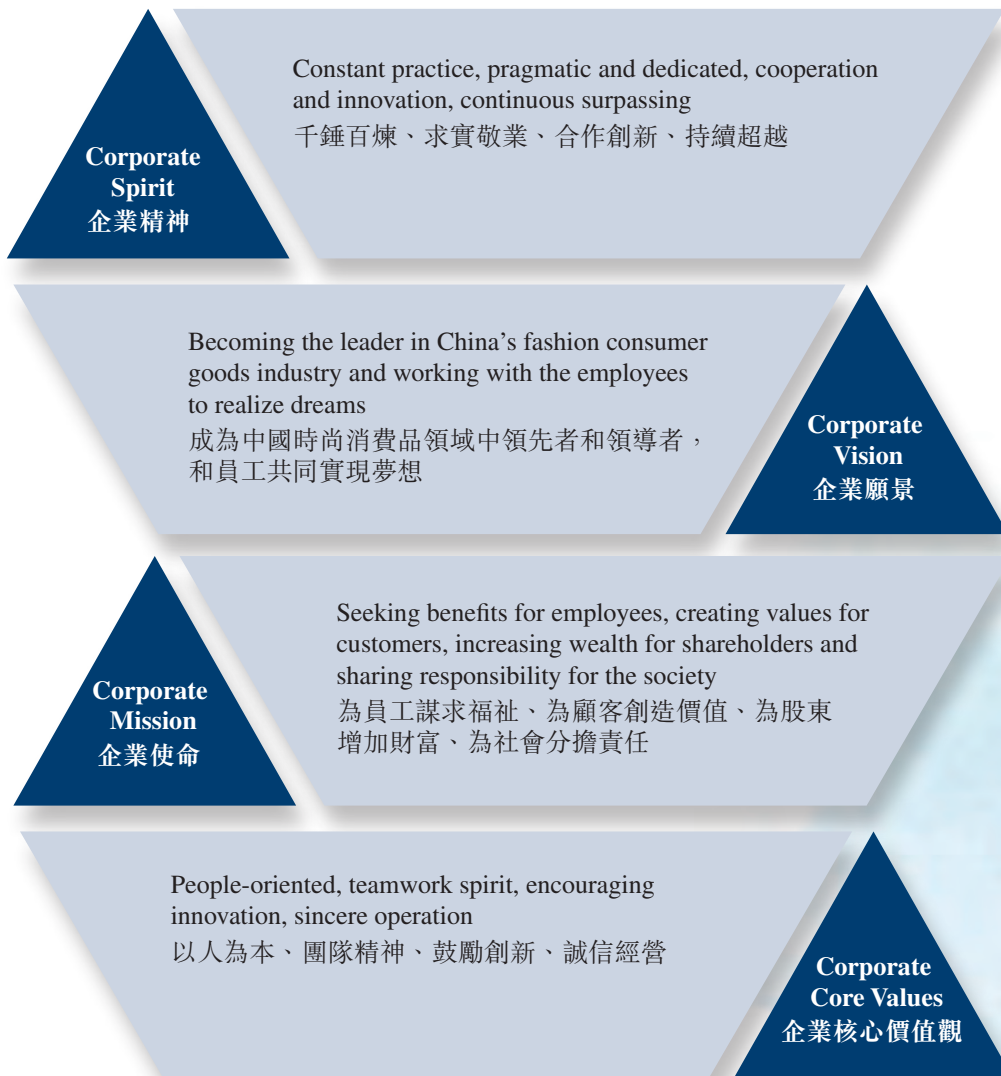 Corporate
Spirit
企業精神
Constant practice, pragmatic and dedicated, cooperation
and innovation, continuous surpassing
千錘百煉、求實敬業、合作創新、持續超越
Becoming the leader in China’s fashion consumer
goods industry and working with the employees
to realize dreams
成為中國時尚消費品領域中領先者和領導者，
和員工共同實現夢想
Corporate
Vision
企業願景
Corporate
Mission
企業使命
Seeking benefits for employees, creating values for
customers, increasing wealth for shareholders and
sharing responsibility for the society
為員工謀求福祉、為顧客創造價值、為股東
增加財富、為社會分擔責任
People-oriented, teamwork spirit, encouraging
innovation, sincere operation
以人為本、團隊精神、鼓勵創新、誠信經營
Corporate
Core Values
企業核心價值觀